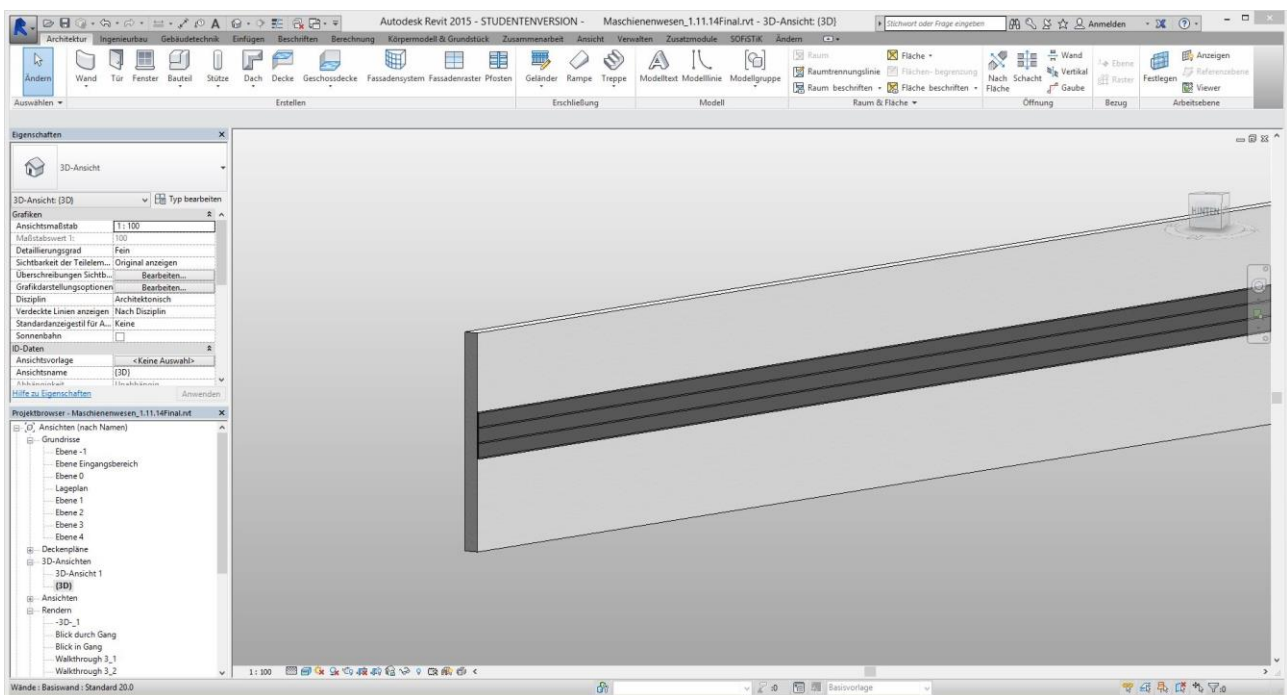 Autodesk Revit 2015 - STUDENTENVERSION - Maschienenwesen_1.11.14Final.rvt - 3D-Ansicht: {3D}
Stichwort oder Frage eingeben
Anmelden
Architektur Ingenieurbau Gebäudetechnik Einfügen Beschriften Berechnung Körpermodell & Grundstück Zusammenarbeit Ansicht Verwalten Zusatzmodule SOFiSTiK Ändern
Ändern Wand Tür Fenster Bauteil Stütze Dach Decke Geschossdecke Fassadensystem Fassadenraster Pfosten Geländer Rampe Treppe Modelltext Modelllinie Modellgruppe
Raum
Raumtrennungslinie
Raum beschriften
Fläche
Flächen- begrenzung
Fläche beschriften
Nach Fläche
Schacht
Wand
Vertikal
Gaube
Ebene
Raster
Festlegen
Anzeigen
Referenzebene
Viewer
Auswählen Erstellen Erschließung Modell Raum & Fläche Öffnung Bezug Arbeitsebene
Eigenschaften
3D-Ansicht
3D-Ansicht: {3D} Typ bearbeiten
Grafiken
Ansichtsmaßstab 1 : 100
Maßstabswert 1: 100
Detaillierungsgrad Fein
Sichtbarkeit der Teilelem... Original anzeigen
Überschreibungen Sichtb... Bearbeiten...
Grafikdarstellungsoptionen Bearbeiten...
Disziplin Architektonisch
Verdeckte Linien anzeigen Nach Disziplin
Standardanzeigestil für A... Keine
Sonnenbahn
ID-Daten
Ansichtsvorlage <Keine Auswahl>
Ansichtsname {3D}
Abhängigkeit Unabhängig
Hilfe zu Eigenschaften Anwenden
Projektbrowser - Maschienenwesen_1.11.14Final.rvt
Ansichten (nach Namen)
Grundrisse
Ebene -1
Ebene Eingangsbereich
Ebene 0
Lageplan
Ebene 1
Ebene 2
Ebene 3
Ebene 4
Deckenpläne
3D-Ansichten
3D-Ansicht 1
{3D}
Ansichten
Rendern
-3D-_1
Blick durch Gang
Blick in Gang
Walkthrough 3_1
Walkthrough 3_2
HINTEN
1 : 100
Wände : Basiswand : Standard 20.0
:0
Basisvorlage
:0